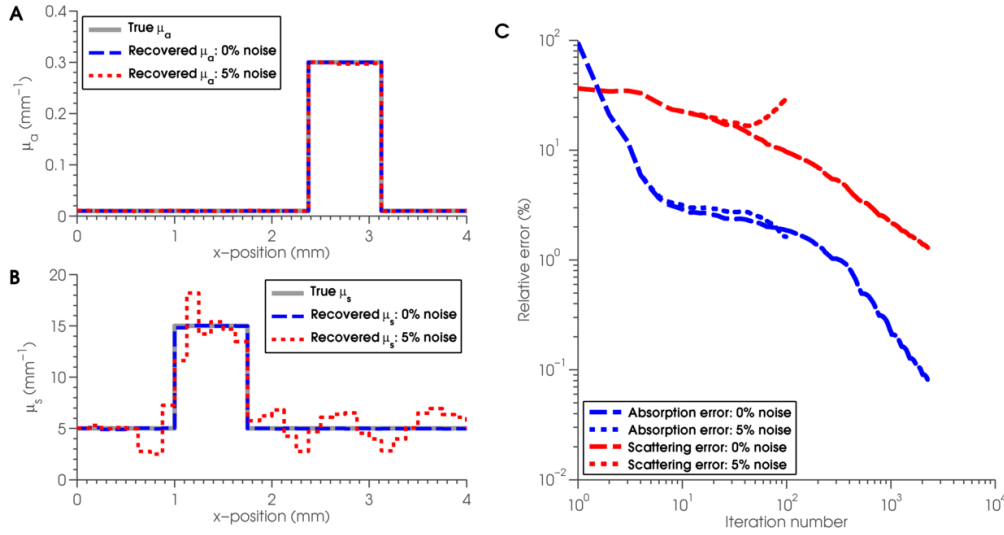 A
0.4
0.3
0.2
0.1
0
μa (mm⁻¹)
True μa
Recovered μa: 0% noise
Recovered μa: 5% noise
0 1 2 3 4
x-position (mm)
B
20
15
10
5
0
μs (mm⁻¹)
True μs
Recovered μs: 0% noise
Recovered μs: 5% noise
0 1 2 3 4
x-position (mm)
C
10²
10¹
10⁰
10⁻¹
10⁻²
Relative error (%)
Absorption error: 0% noise
Absorption error: 5% noise
Scattering error: 0% noise
Scattering error: 5% noise
10⁰ 10¹ 10² 10³ 10⁴
Iteration number